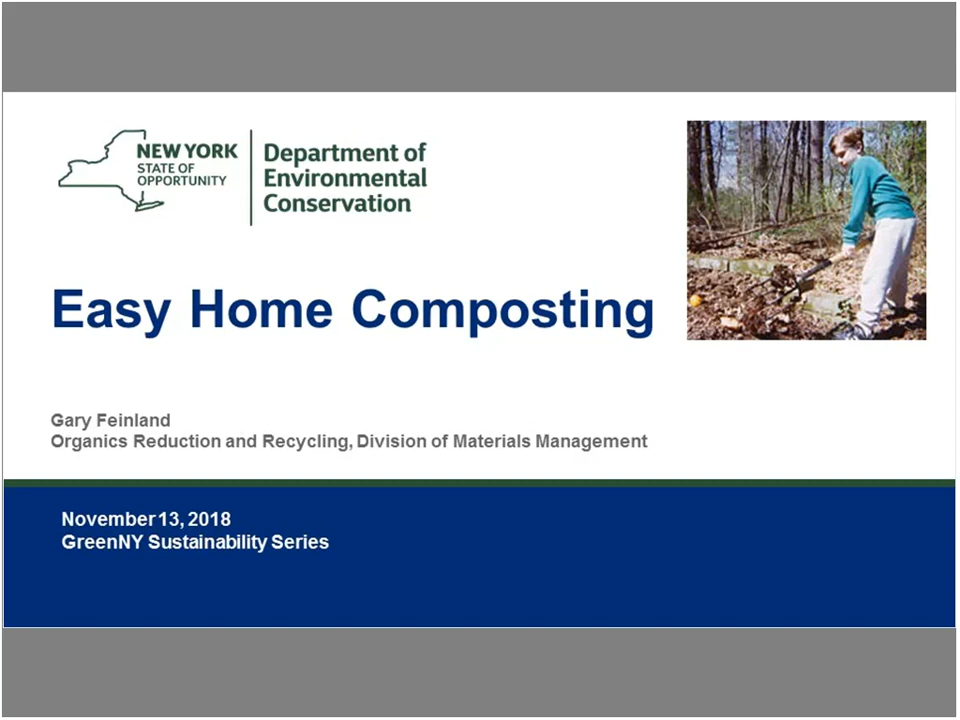 NEW YORK
STATE OF
OPPORTUNITY
Department of
Environmental
Conservation
Easy Home Composting
Gary Feinland
Organics Reduction and Recycling, Division of Materials Management
November 13, 2018
GreenNY Sustainability Series